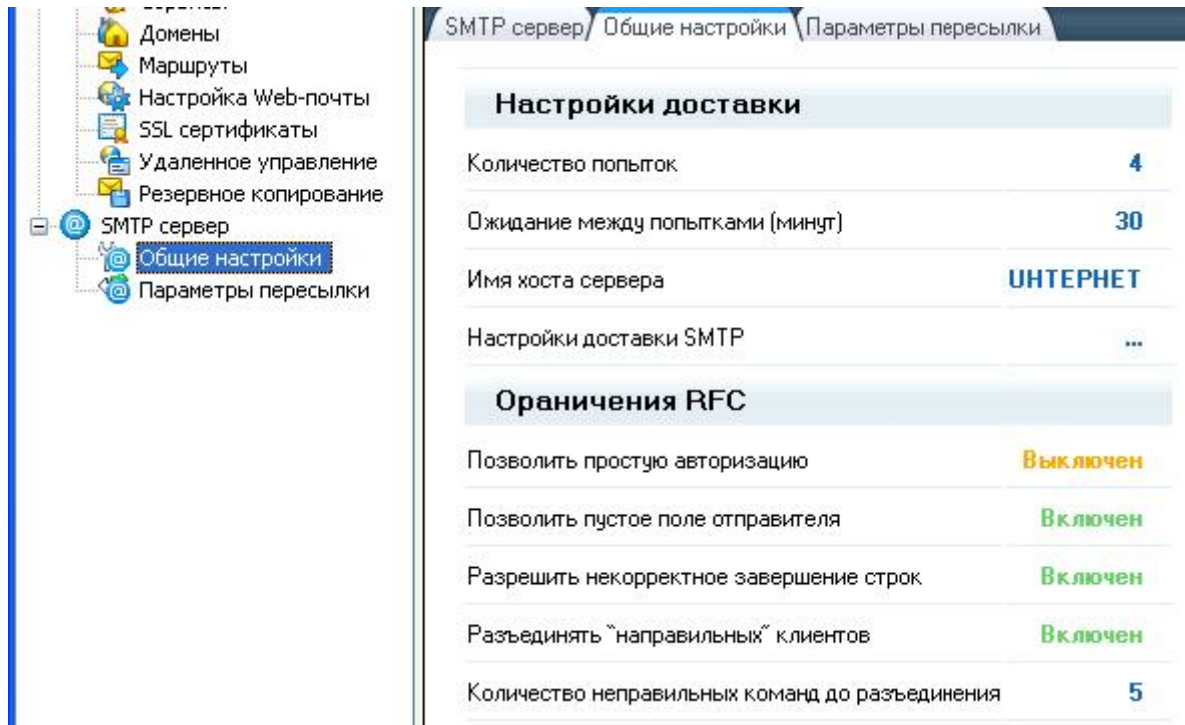 Домены
Маршруты
Настройка Web-почты
SSL сертификаты
Удаленное управление
Резервное копирование
SMTP сервер
Общие настройки
Параметры пересылки
SMTP сервер Общие настройки Параметры пересылки
Настройки доставки
Количество попыток 4
Ожидание между попытками (минут) 30
Имя хоста сервера UHTEPHET
Настройки доставки SMTP ...
Ораничения RFC
Позволить простую авторизацию Выключен
Позволить пустое поле отправителя Включен
Разрешить некорректное завершение строк Включен
Разъединять "направильных" клиентов Включен
Количество неправильных команд до разъединения 5